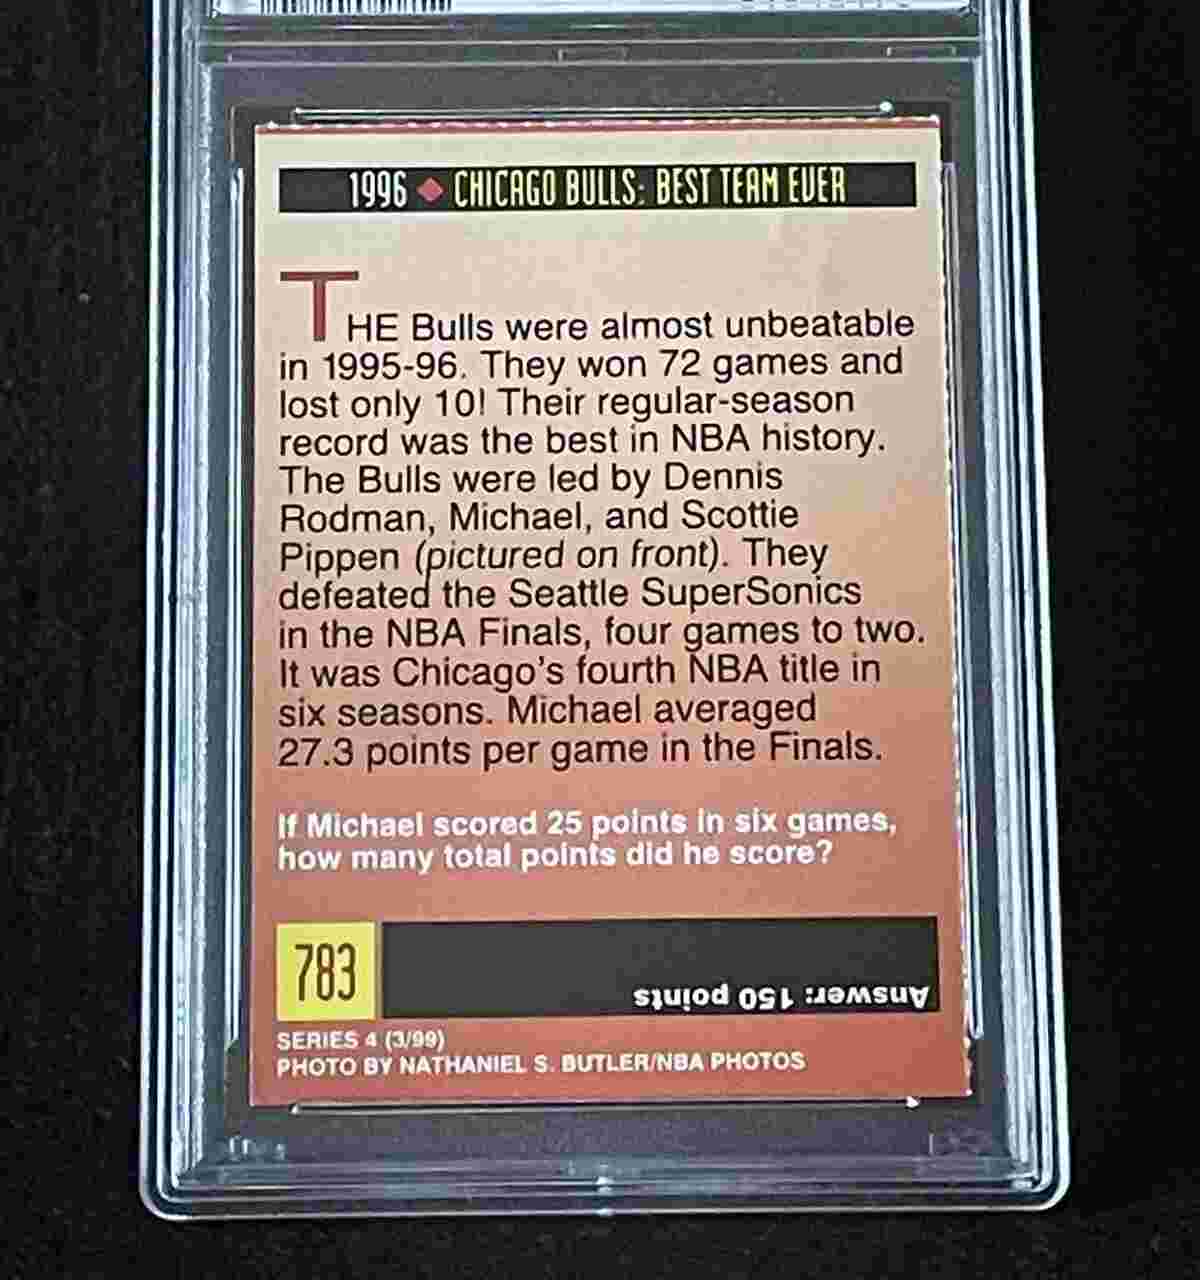 1996 ◆ CHICAGO BULLS: BEST TEAM EVER
THE Bulls were almost unbeatable
in 1995-96. They won 72 games and
lost only 10! Their regular-season
record was the best in NBA history.
The Bulls were led by Dennis
Rodman, Michael, and Scottie
Pippen (pictured on front). They
defeated the Seattle SuperSonics
in the NBA Finals, four games to two.
It was Chicago's fourth NBA title in
six seasons. Michael averaged
27.3 points per game in the Finals.
If Michael scored 25 points in six games,
how many total points did he score?
783
Answer: 150 points
SERIES 4 (3/99)
PHOTO BY NATHANIEL S. BUTLER/NBA PHOTOS